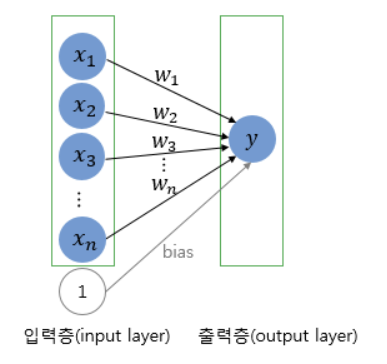 x₁
w₁
x₂
w₂
x₃
w₃
y
⋮
⋮
wₙ
xₙ
bias
1
입력층(input layer) 출력층(output layer)